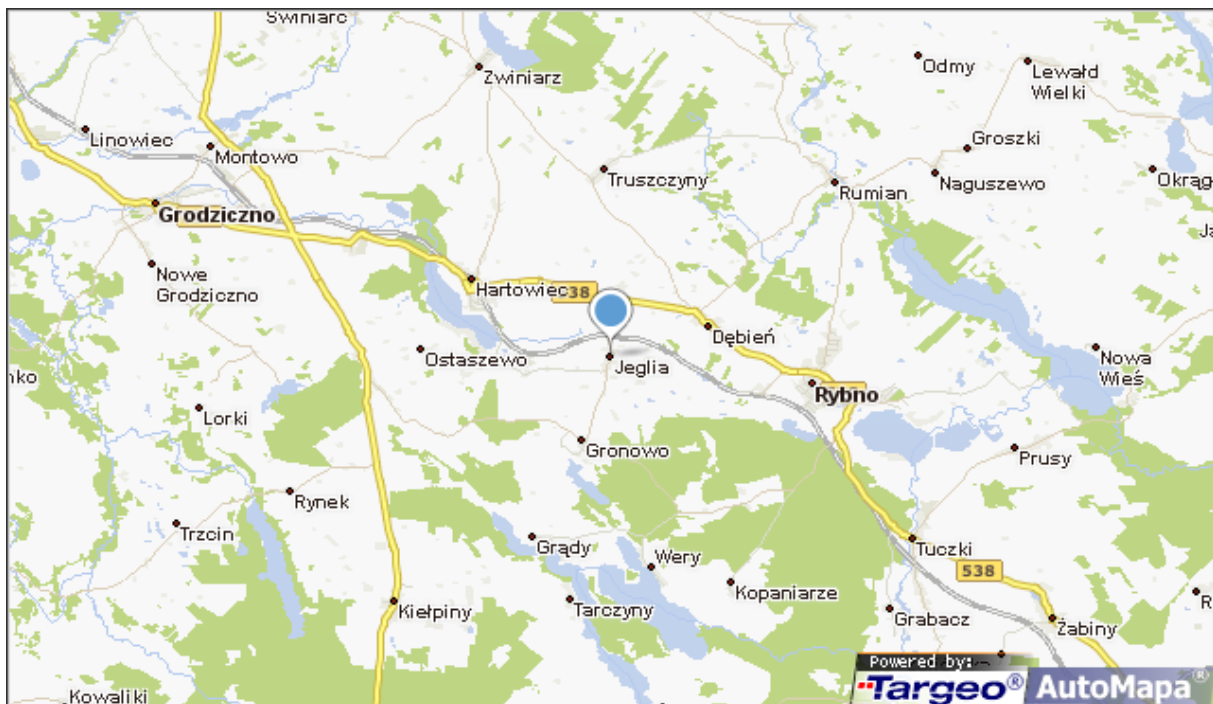 Swiniarc
Zwiniarz
Odmy
Lewałd
Wielki
Linowiec
Montowo
Groszki
Truszczyny
Rumian
Naguszewo
Okrąg
Grodziczno
Ja
Nowe
Grodziczno
Hartowiec
38
Dębień
Ostaszewo
Jeglia
Nowa
Wieś
nko
Rybno
Lorki
Gronowo
Prusy
Rynek
Trzcin
Grądy
Wery
Tuczki
538
Kopaniarze
Kiełpiny
Tarczyny
Grabacz
R
Żabiny
Kowaliki
Powered by:
Targeo® AutoMapa®